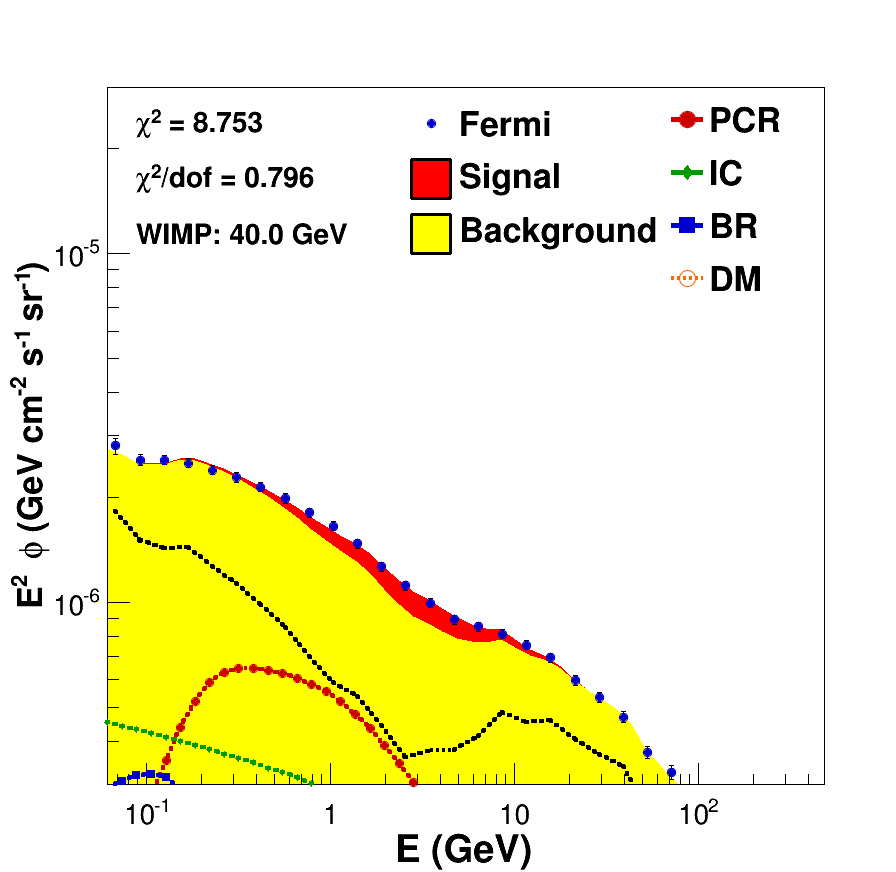 χ² = 8.753
χ²/dof = 0.796
WIMP: 40.0 GeV
Fermi
Signal
Background
PCR
IC
BR
DM
E² ϕ (GeV cm⁻² s⁻¹ sr⁻¹)
10⁻⁵
10⁻⁶
10⁻¹ 1 10 10²
E (GeV)